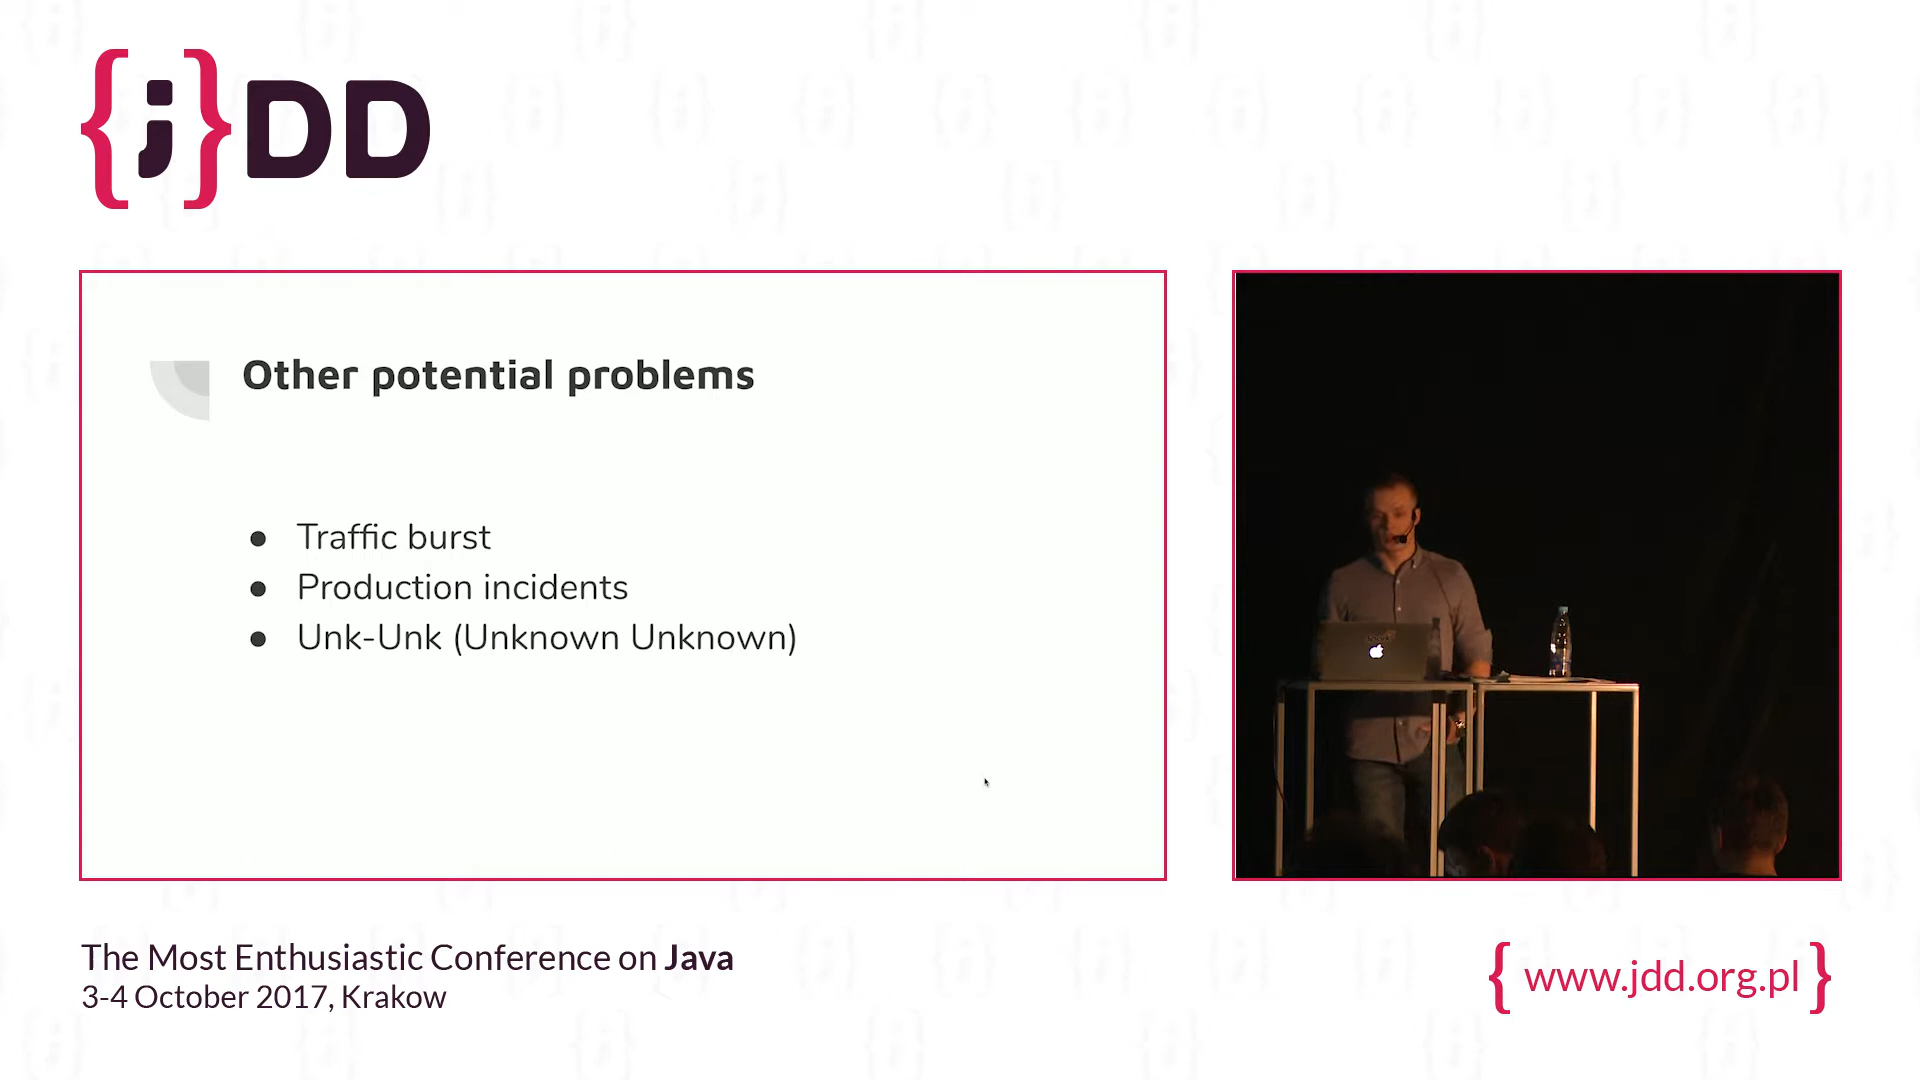 {;}DD
Other potential problems
● Traffic burst
● Production incidents
● Unk-Unk (Unknown Unknown)
The Most Enthusiastic Conference on Java
3-4 October 2017, Krakow
{ www.jdd.org.pl }